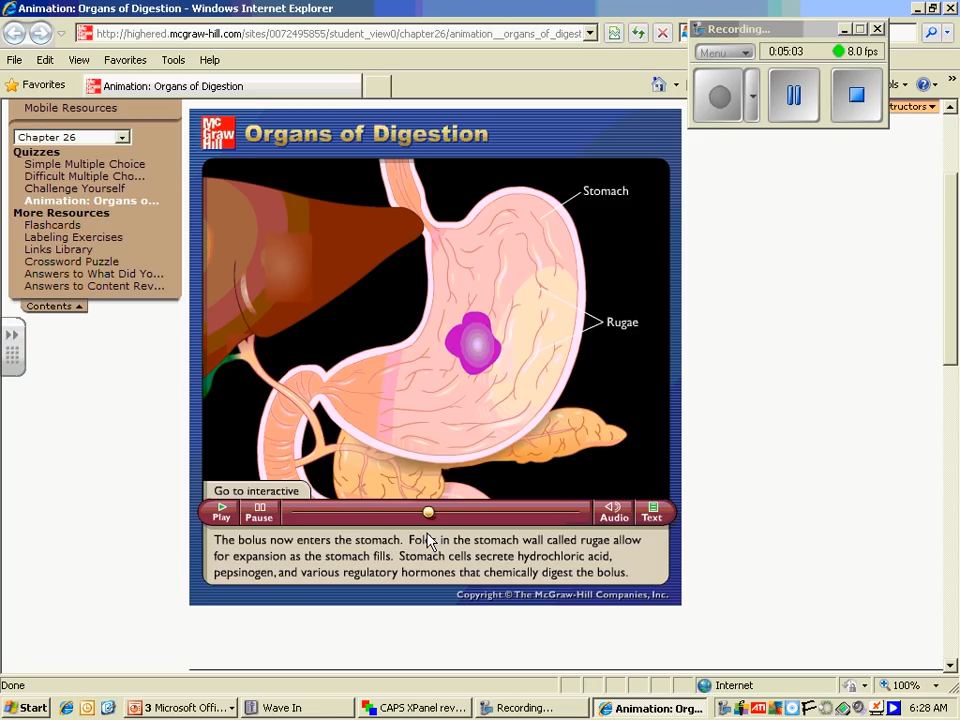 Animation: Organs of Digestion - Windows Internet Explorer
http://highered.mcgraw-hill.com/sites/0072495855/student_view0/chapter26/animation__organs_of_digest
File Edit View Favorites Tools Help
Favorites
Animation: Organs of Digestion
Recording...
Menu
0:05:03
8.0 fps
Mobile Resources
Chapter 26
Quizzes
Simple Multiple Choice
Difficult Multiple Cho...
Challenge Yourself
Animation: Organs o...
More Resources
Flashcards
Labeling Exercises
Links Library
Crossword Puzzle
Answers to What Did Yo...
Answers to Content Rev...
Contents
Mc
Graw
Hill
Organs of Digestion
Stomach
Rugae
Go to interactive
Play
Pause
Audio
Text
The bolus now enters the stomach. Folds in the stomach wall called rugae allow
for expansion as the stomach fills. Stomach cells secrete hydrochloric acid,
pepsinogen, and various regulatory hormones that chemically digest the bolus.
Copyright © The McGraw-Hill Companies, Inc.
Done
Internet
100%
Start
3 Microsoft Offi...
Wave In
CAPS XPanel rev...
Recording...
Animation: Org...
6:28 AM